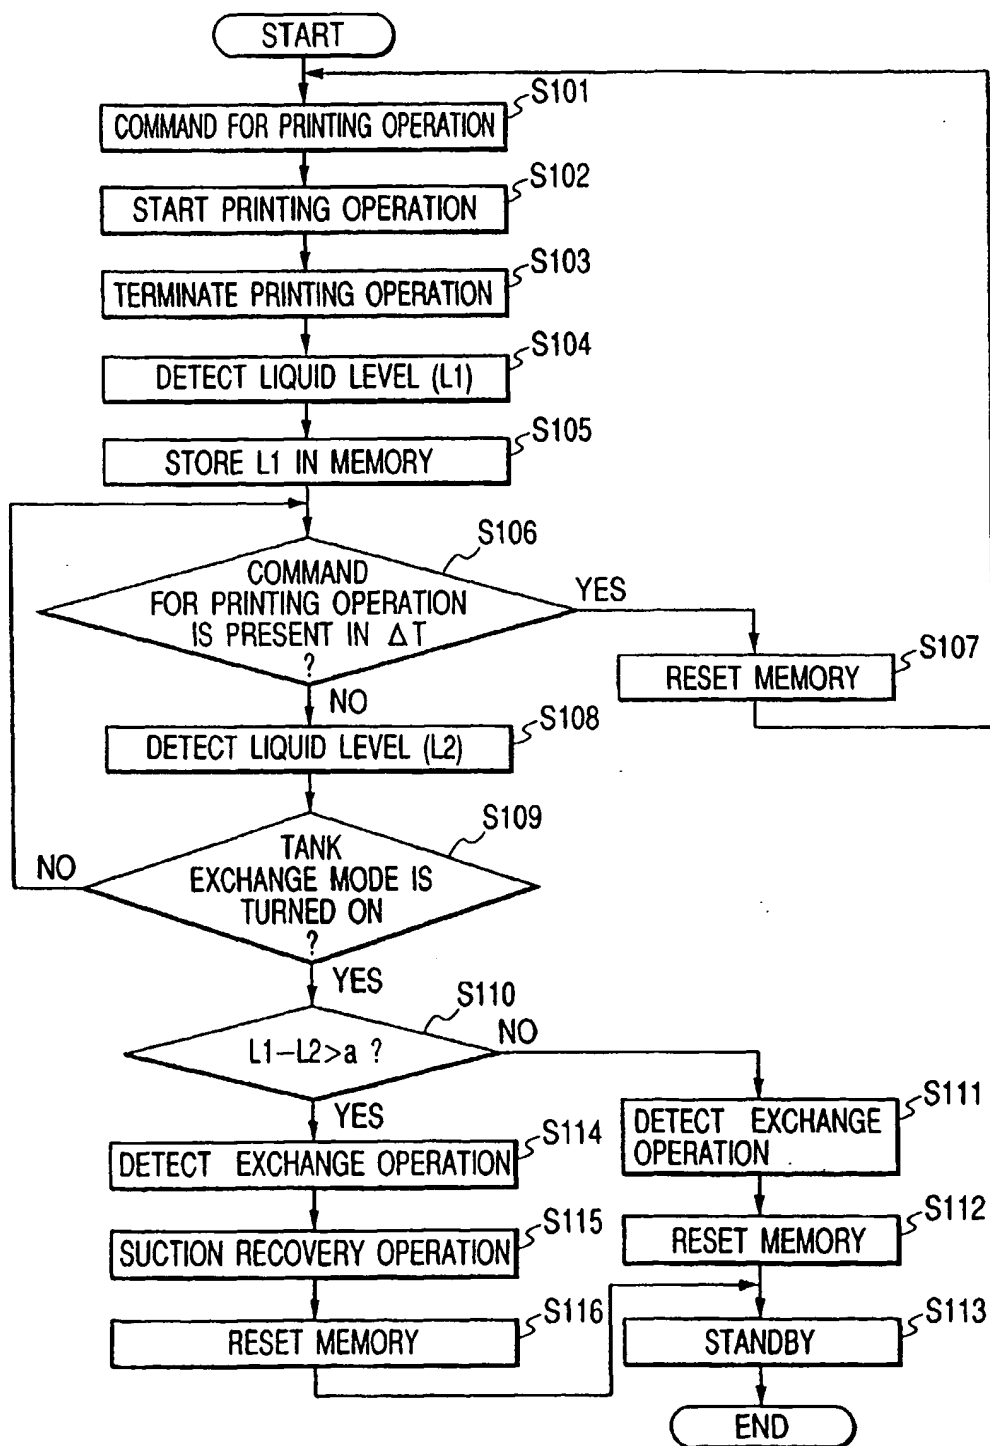 START
S101
COMMAND FOR PRINTING OPERATION
S102
START PRINTING OPERATION
S103
TERMINATE PRINTING OPERATION
S104
DETECT LIQUID LEVEL (L1)
S105
STORE L1 IN MEMORY
S106
COMMAND
FOR PRINTING OPERATION
IS PRESENT IN ΔT
?
YES
S107
RESET MEMORY
NO
S108
DETECT LIQUID LEVEL (L2)
S109
TANK
EXCHANGE MODE IS
TURNED ON
?
NO
YES
S110
L1-L2>a ?
NO
YES
S111
DETECT EXCHANGE
OPERATION
S114
DETECT EXCHANGE OPERATION
S112
RESET MEMORY
S115
SUCTION RECOVERY OPERATION
S116
RESET MEMORY
S113
STANDBY
END